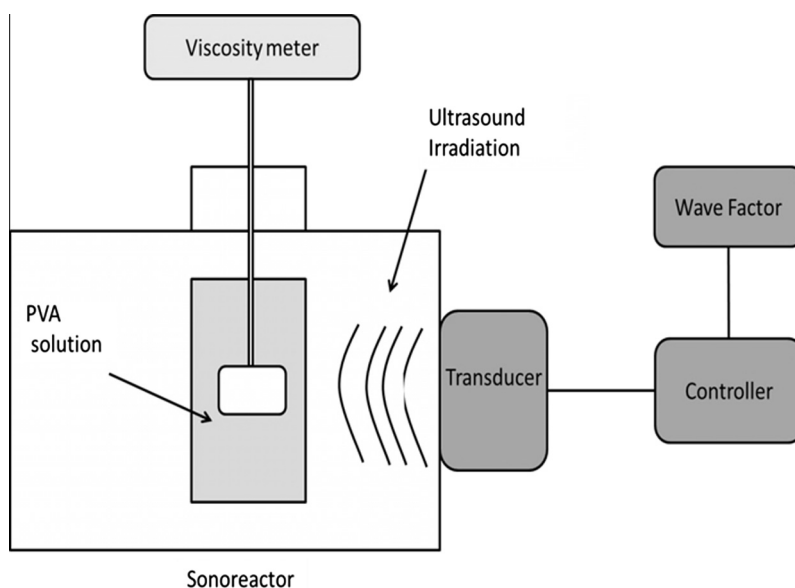 Viscosity meter
Ultrasound
Irradiation
Wave Factor
PVA
solution
Transducer
Controller
Sonoreactor